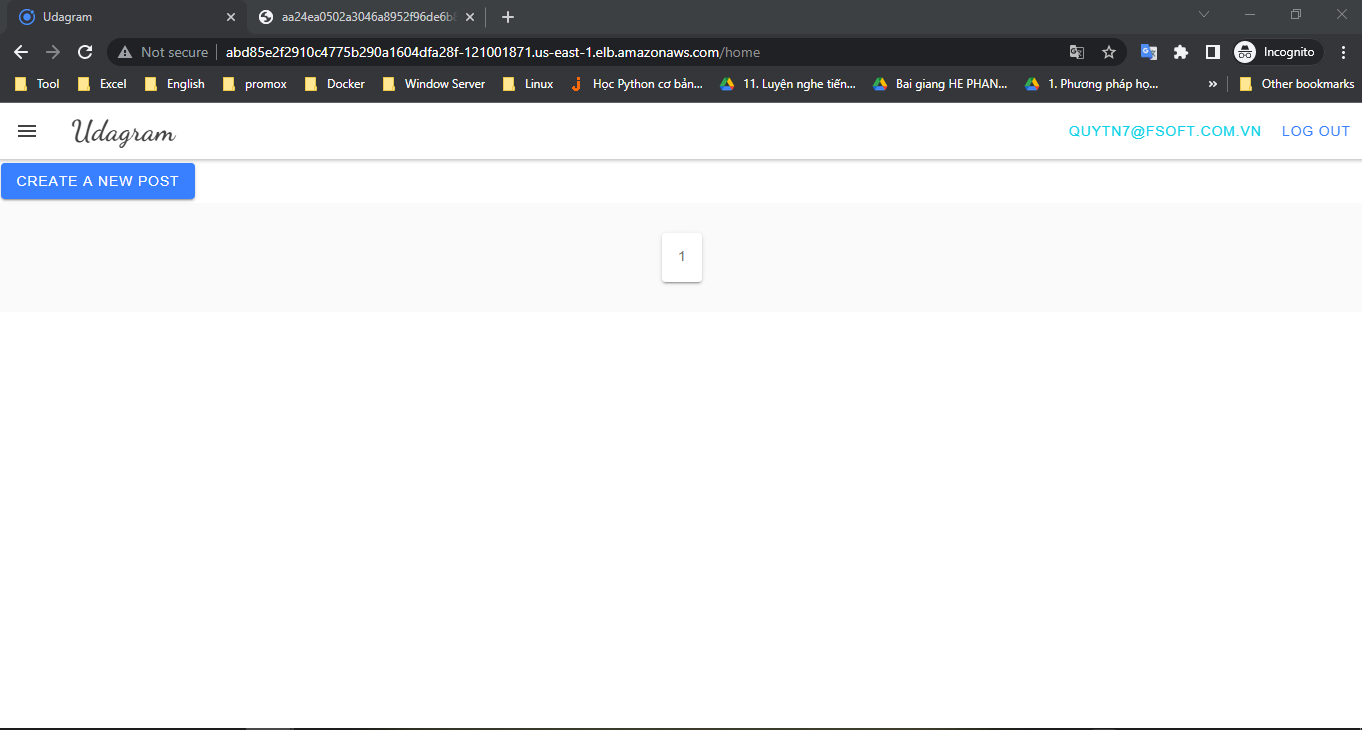 Udagram
aa24ea0502a3046a8952f96de6b8
Not secure
abd85e2f2910c4775b290a1604dfa28f-121001871.us-east-1.elb.amazonaws.com/home
Incognito
Tool
Excel
English
promox
Docker
Window Server
Linux
Học Python cơ bản...
11. Luyện nghe tiến...
Bai giang HE PHAN...
1. Phương pháp họ...
»
Other bookmarks
Udagram
QUYTN7@FSOFT.COM.VN
LOG OUT
CREATE A NEW POST
1